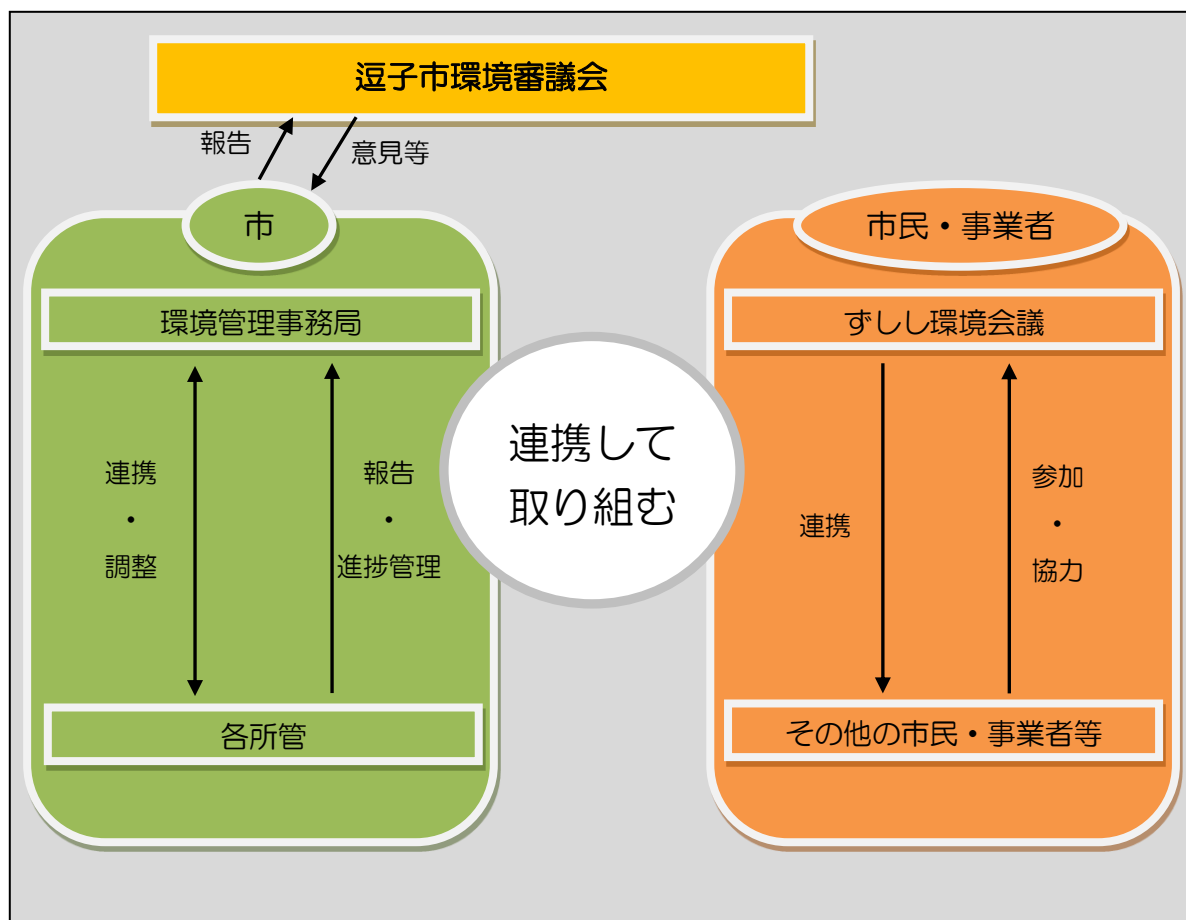 逗子市環境審議会
報告
意見等
市
環境管理事務局
連携
・
調整
報告
・
進捗管理
各所管
連携して
取り組む
市民・事業者
ずしし環境会議
連携
参加
・
協力
その他の市民・事業者等